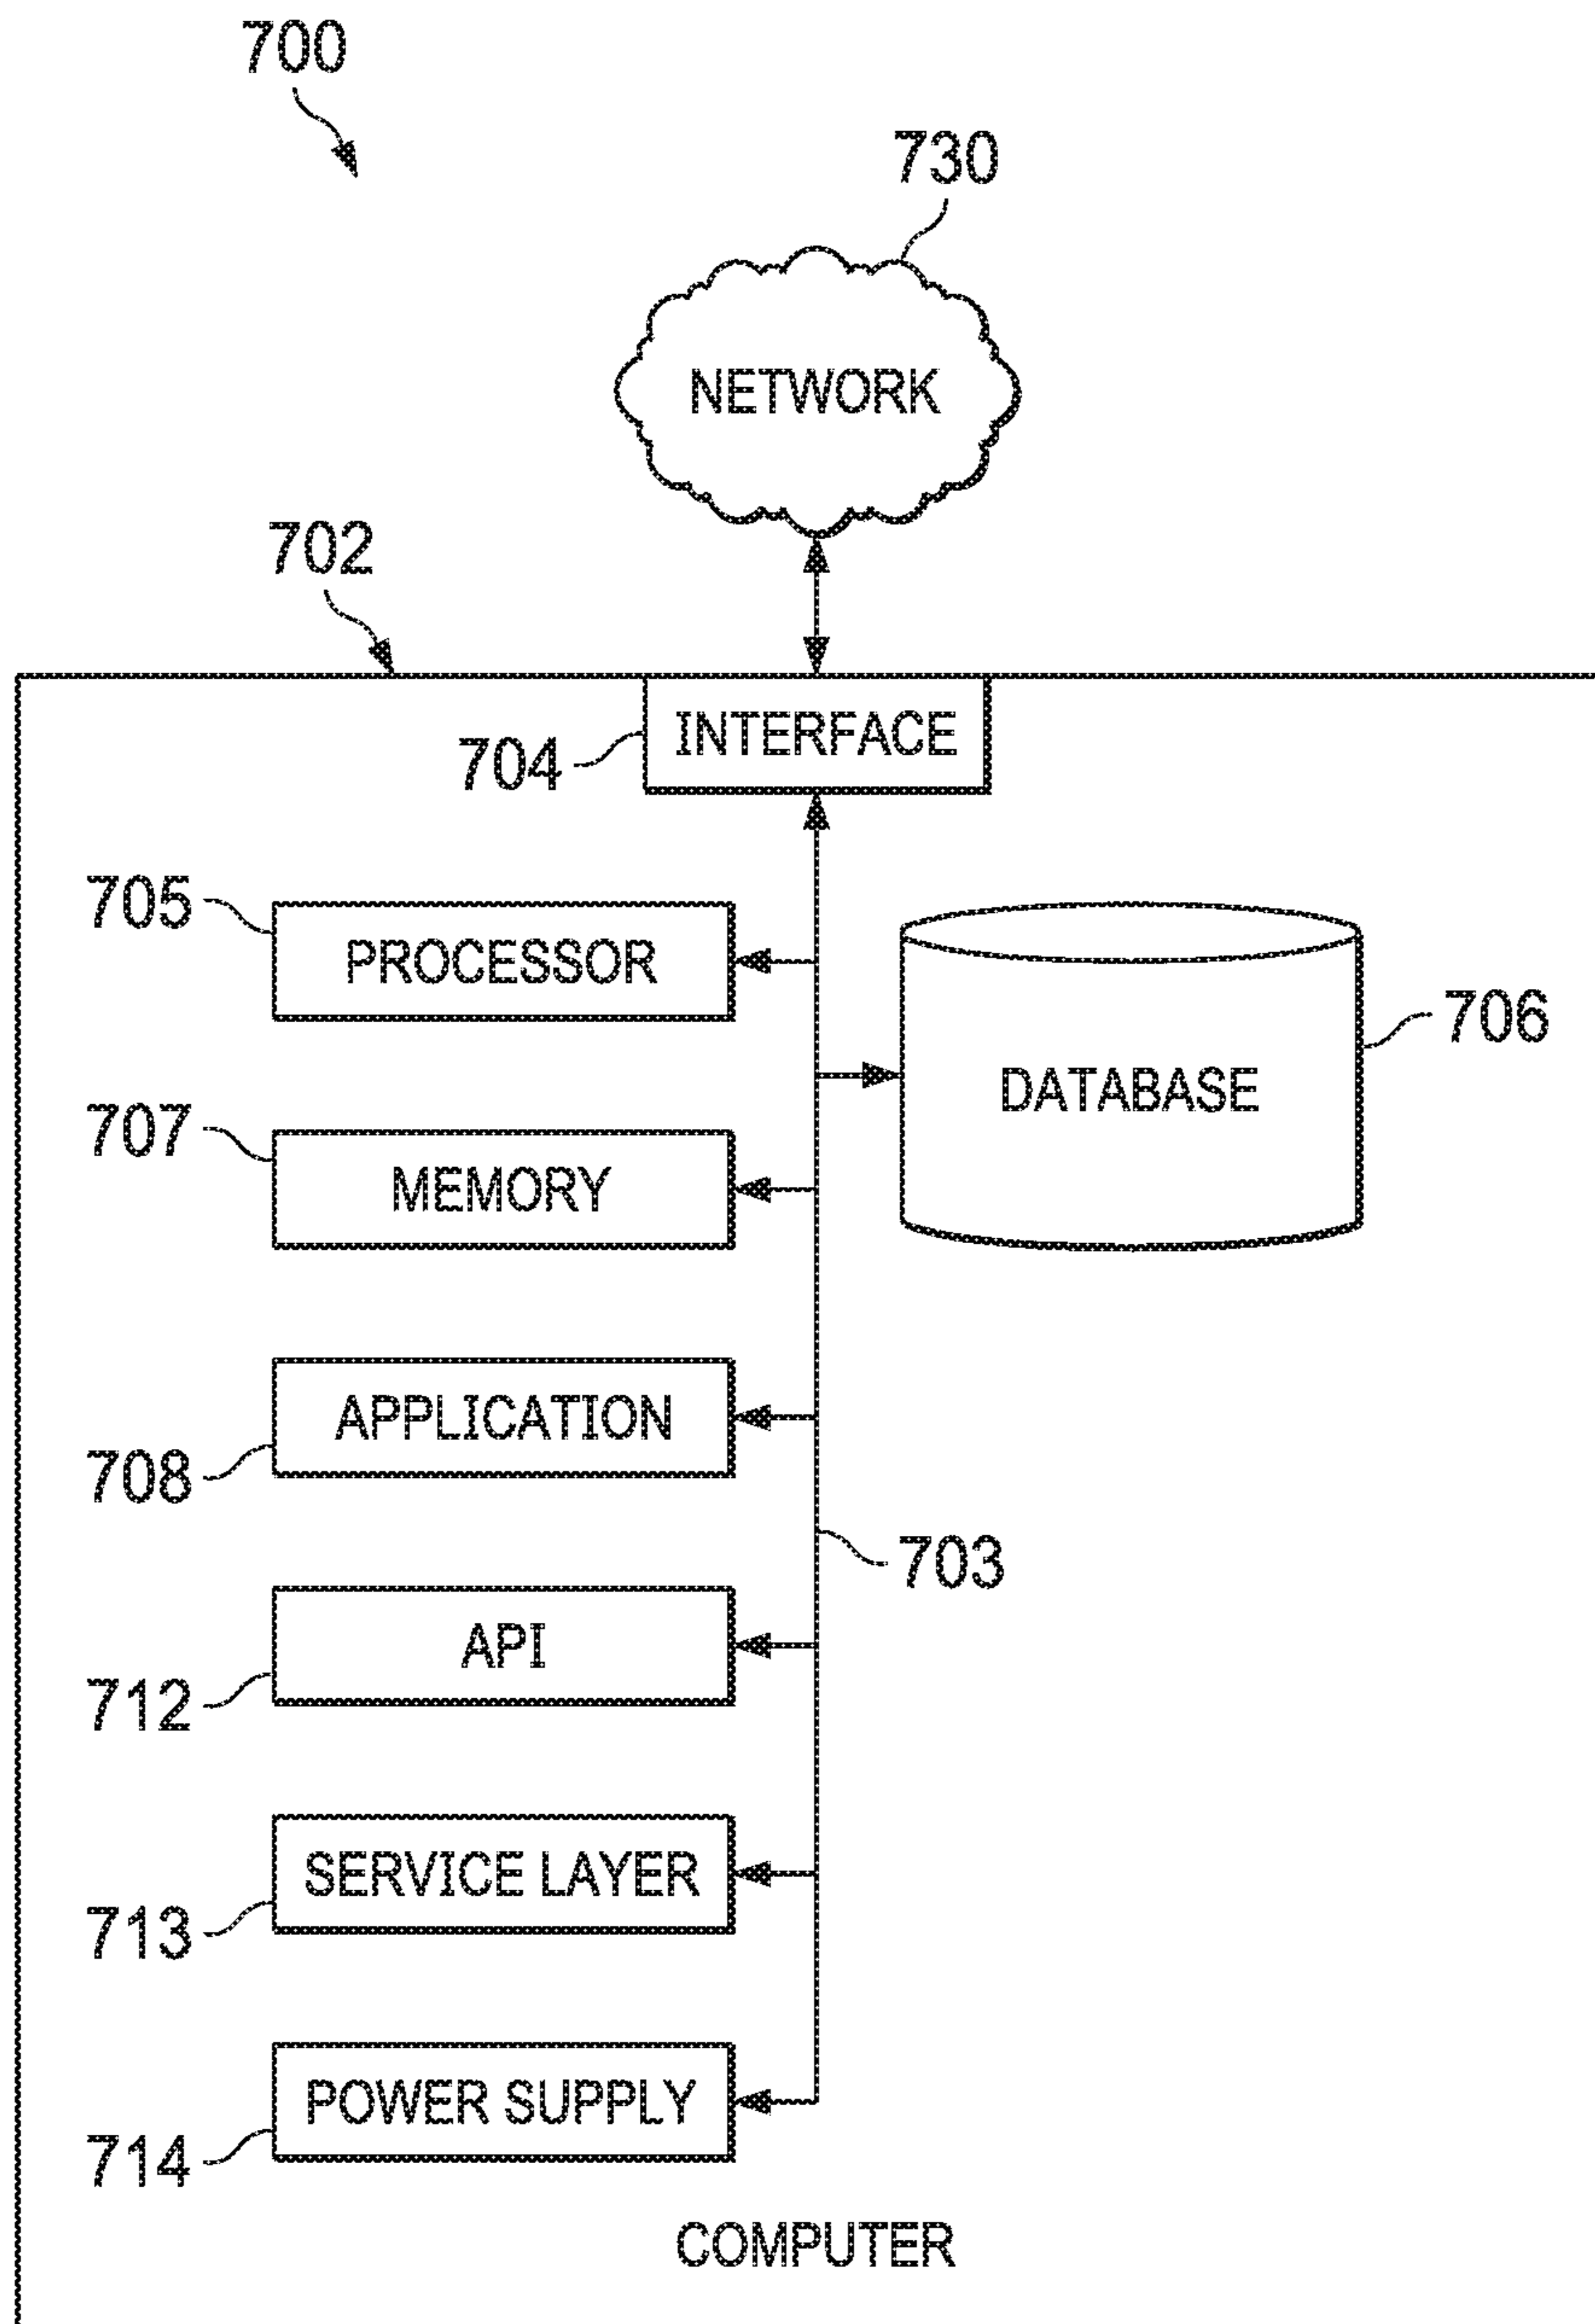 700
730
NETWORK
702
704
INTERFACE
705
PROCESSOR
706
DATABASE
707
MEMORY
APPLICATION
708
703
API
712
SERVICE LAYER
713
POWER SUPPLY
714
COMPUTER